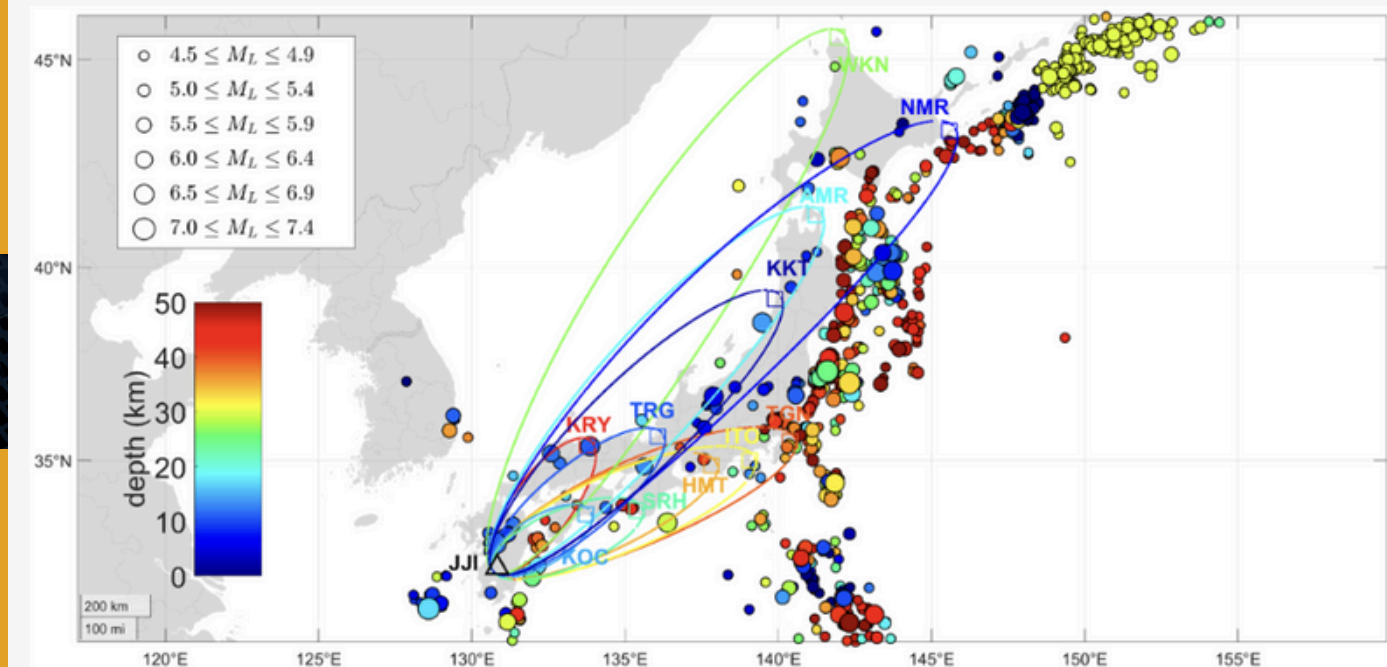 4.5 ≤ M_L ≤ 4.9
5.0 ≤ M_L ≤ 5.4
5.5 ≤ M_L ≤ 5.9
6.0 ≤ M_L ≤ 6.4
6.5 ≤ M_L ≤ 6.9
7.0 ≤ M_L ≤ 7.4
45°N
40°N
35°N
WKN
NMR
AMR
KKT
KRY
TRG
TGN
ITO
HMT
SRH
KOC
JJI
depth (km)
50
40
30
20
10
0
200 km
100 mi
120°E
125°E
130°E
135°E
140°E
145°E
150°E
155°E